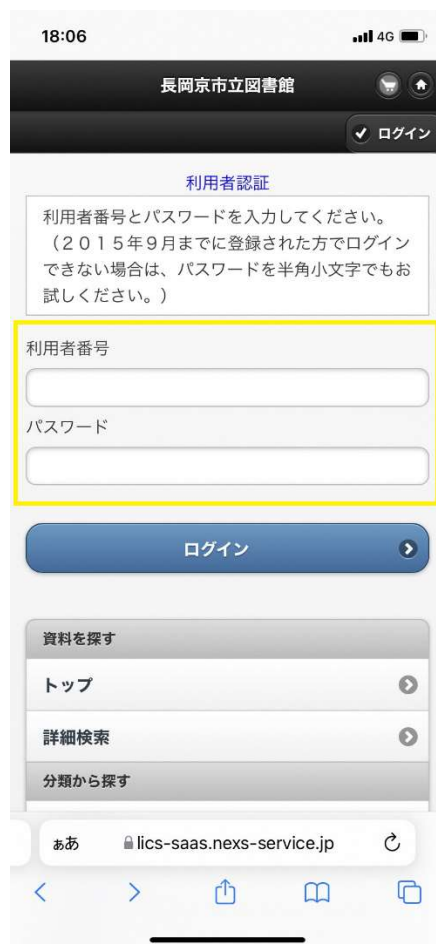 18:06
4G
長岡京市立図書館
ログイン
利用者認証
利用者番号とパスワードを入力してください。
（２０１５年９月までに登録された方でログイン
できない場合は、パスワードを半角小文字でもお
試しください。）
利用者番号
パスワード
ログイン
資料を探す
トップ
詳細検索
分類から探す
ぁあ lics-saas.nexs-service.jp